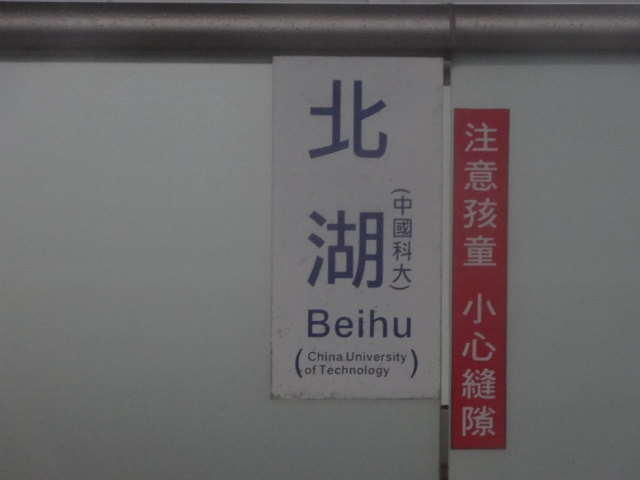 北湖
(中國科大)
Beihu
(China University
of Technology)
注意孩童 小心縫隙